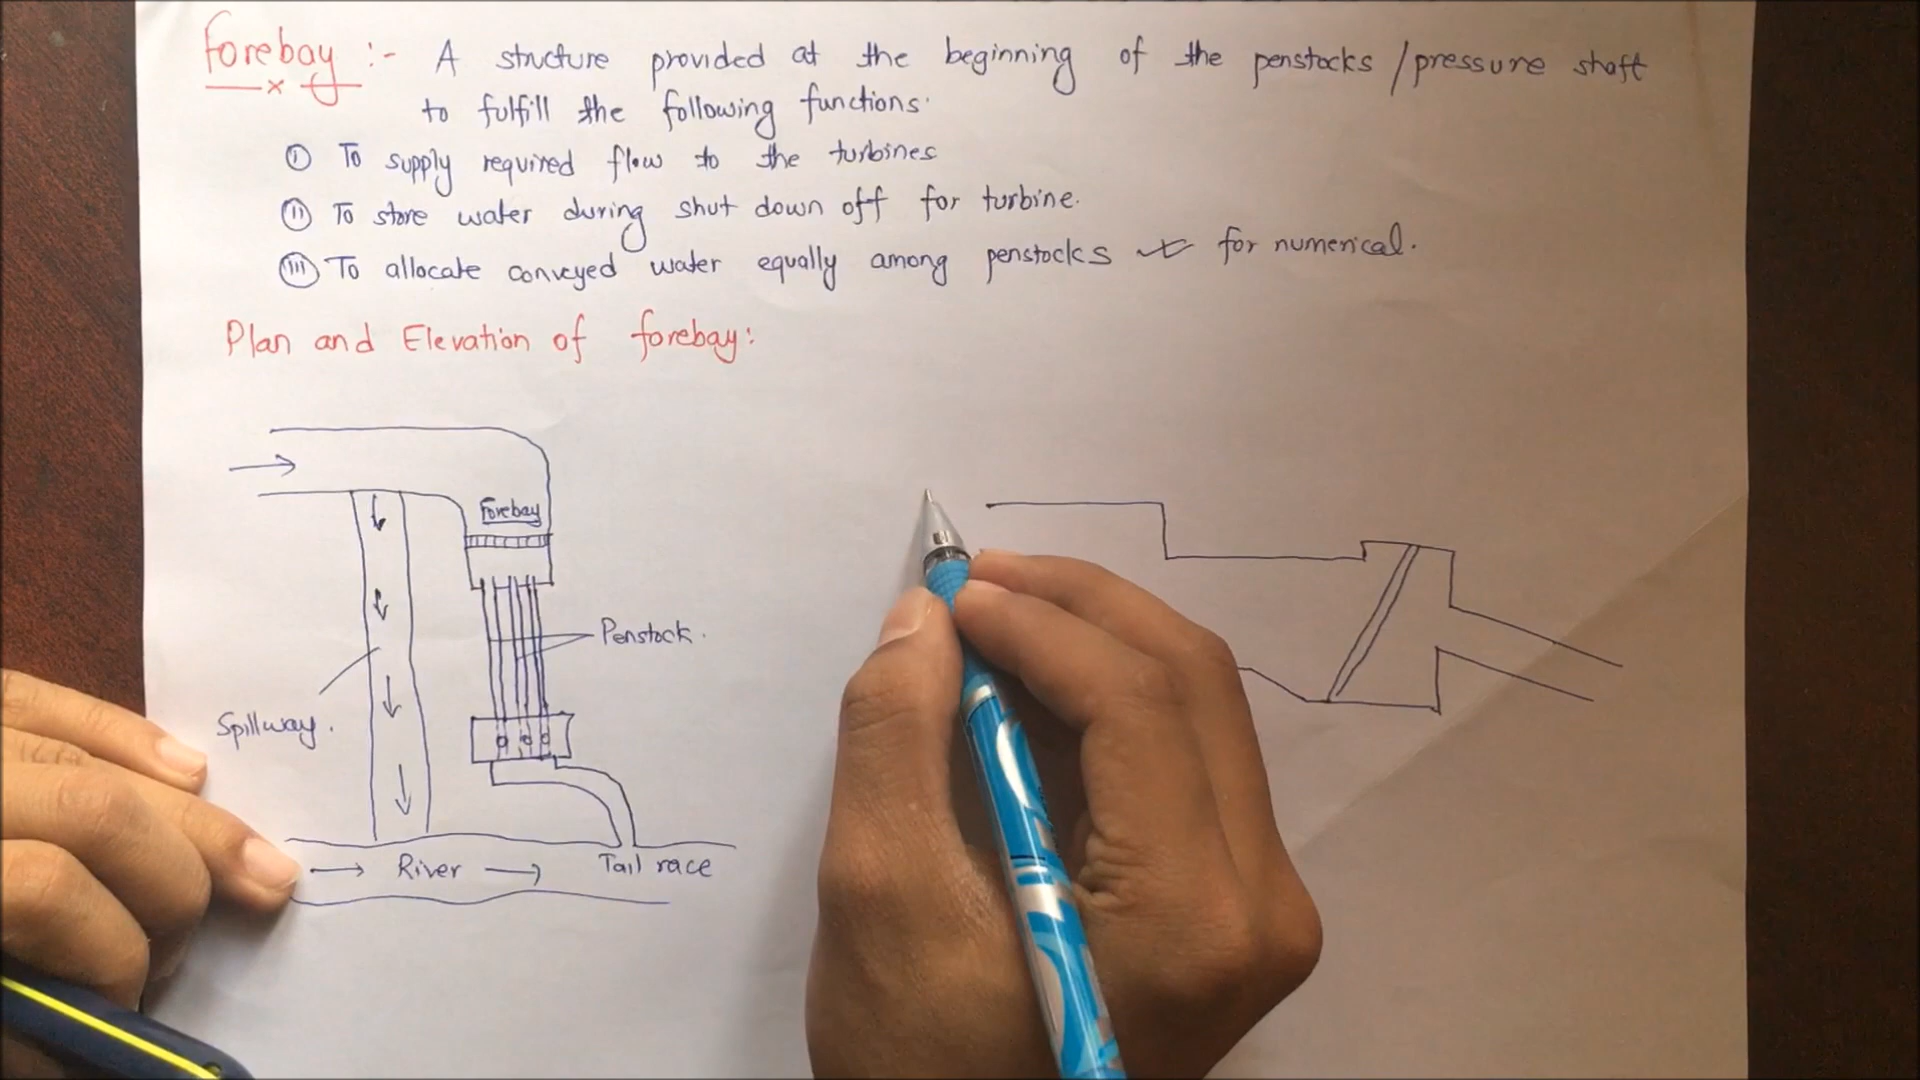 Forebay :- A structure provided at the beginning of the penstocks / pressure shaft
to fulfill the following functions.
(i) To supply required flow to the turbines
(ii) To store water during shut down off for turbine.
(iii) To allocate conveyed water equally among penstocks for numerical.
Plan and Elevation of forebay:
Forebay
Penstock.
Spillway.
River
Tail race